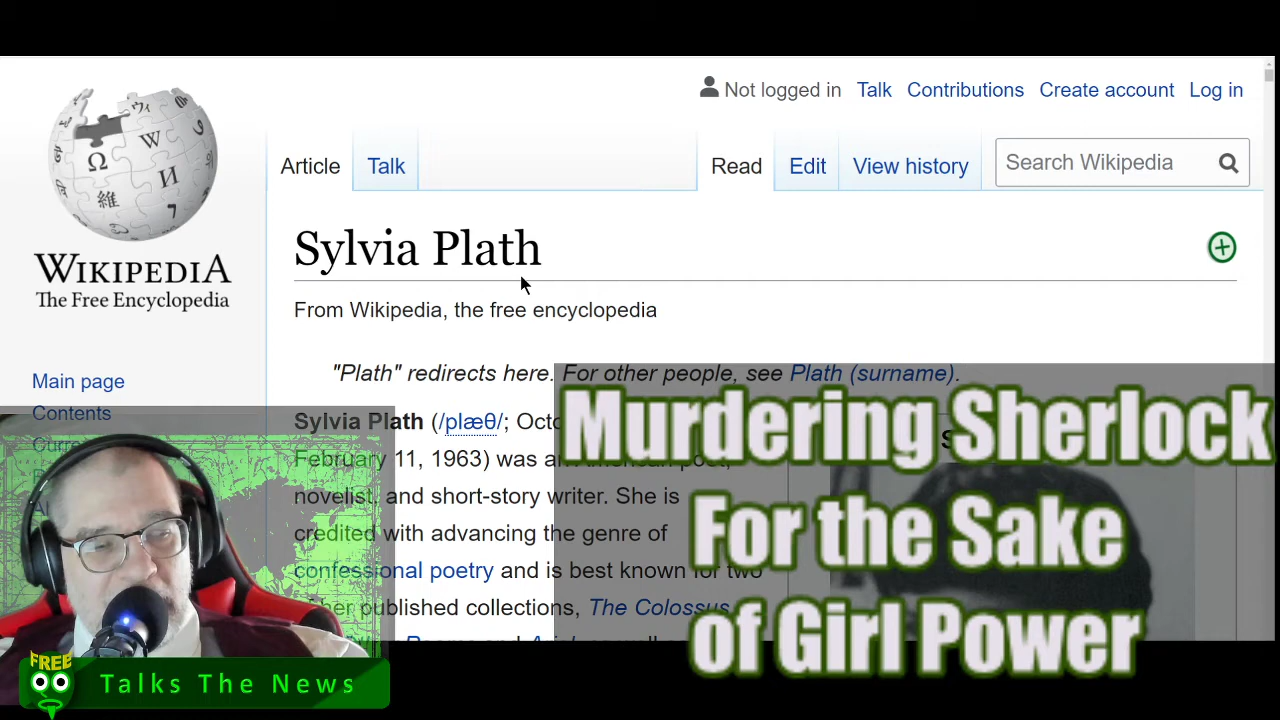 Not logged in Talk Contributions Create account Log in
Article Talk Read Edit View history Search Wikipedia
WIKIPEDIA
The Free Encyclopedia
Sylvia Plath
From Wikipedia, the free encyclopedia
"Plath" redirects here. For other people, see Plath (surname).
Main page
Contents
Sylvia Plath (/plæθ/;
February 11, 1963) was an American poet,
novelist, and short-story writer. She is
credited with advancing the genre of
confessional poetry and is best known for two
published collections, The Colossus
Murdering Sherlock
For the Sake
of Girl Power
FREE
Talks The News